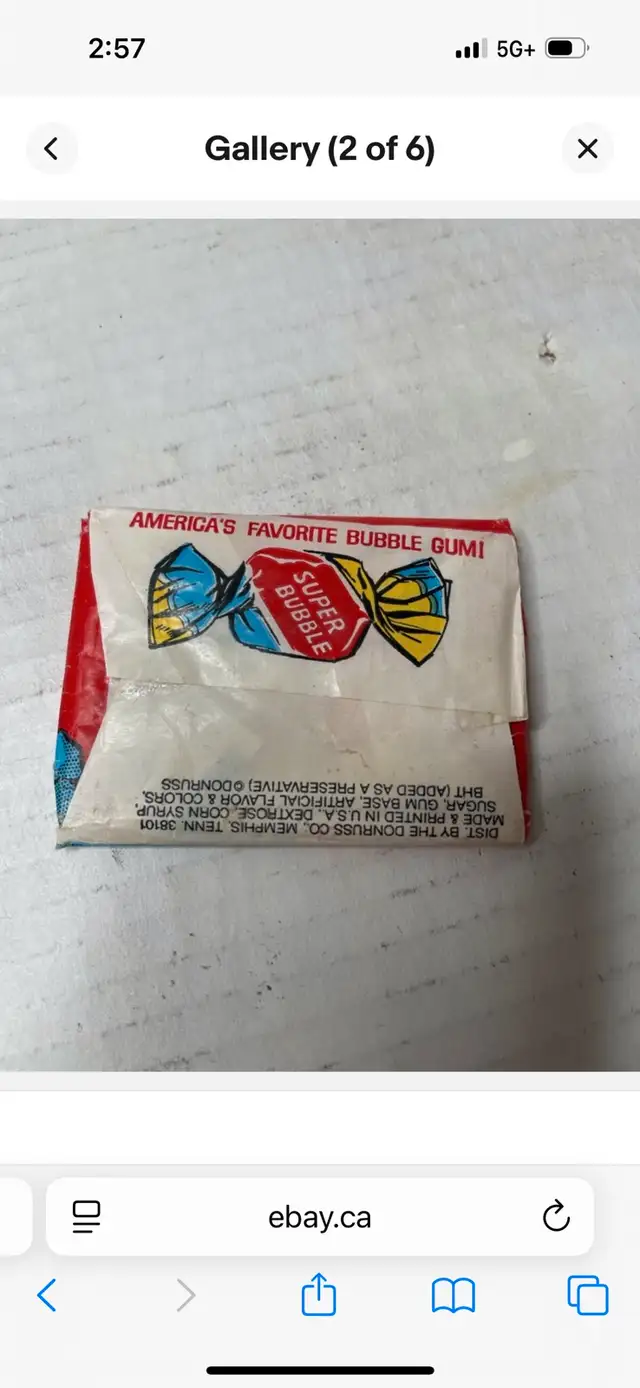 2:57
5G+
Gallery (2 of 6)
AMERICA'S FAVORITE BUBBLE GUM!
SUPER
BUBBLE
DIST. BY THE DONRUSS CO., MEMPHIS, TENN. 38101
MADE & PRINTED IN U.S.A. DEXTROSE, CORN SYRUP
SUGAR, GUM BASE, ARTIFICIAL FLAVOR & COLORS,
BHT (ADDED AS A PRESERVATIVE) © DONRUSS
ebay.ca